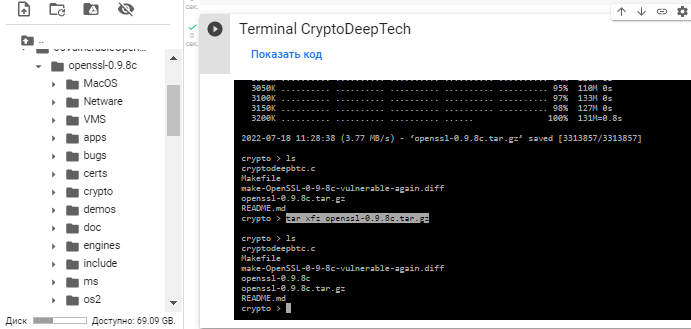 ..
openssl-0.9.8c
MacOS
Netware
VMS
apps
bugs
certs
crypto
demos
doc
engines
include
ms
os2
Диск
Доступно: 69.09 GB.
0
сек.
Terminal CryptoDeepTech
Показать код
3050K .......... .......... .......... .......... .......... 95% 110M 0s
3100K .......... .......... .......... .......... .......... 97% 133M 0s
3150K .......... .......... .......... .......... .......... 98% 127M 0s
3200K .......... .......... .......... ...... 100% 131M=0.8s
2022-07-18 11:28:38 (3.77 MB/s) - ‘openssl-0.9.8c.tar.gz’ saved [3313857/3313857]
crypto > ls
cryptodeepbtc.c
Makefile
make-OpenSSL-0-9-8c-vulnerable-again.diff
openssl-0.9.8c.tar.gz
README.md
crypto > tar xfz openssl-0.9.8c.tar.gz
crypto > ls
cryptodeepbtc.c
Makefile
make-OpenSSL-0-9-8c-vulnerable-again.diff
openssl-0.9.8c
openssl-0.9.8c.tar.gz
README.md
crypto >